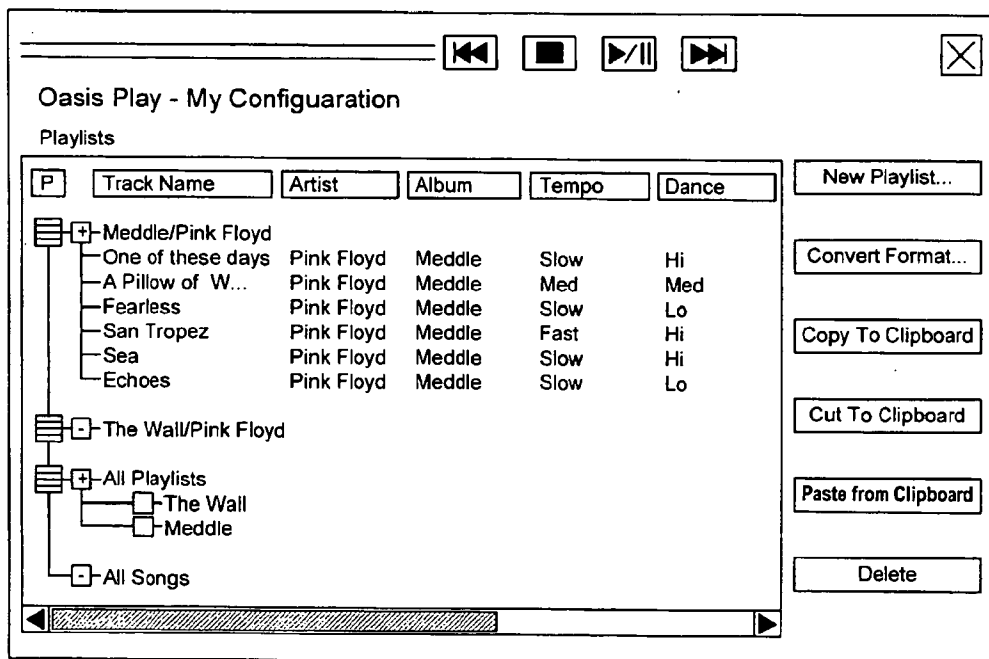 Oasis Play - My Configuaration
Playlists
P Track Name Artist Album Tempo Dance
+ Meddle/Pink Floyd
One of these days Pink Floyd Meddle Slow Hi
A Pillow of W... Pink Floyd Meddle Med Med
Fearless Pink Floyd Meddle Slow Lo
San Tropez Pink Floyd Meddle Fast Hi
Sea Pink Floyd Meddle Slow Hi
Echoes Pink Floyd Meddle Slow Lo
- The Wall/Pink Floyd
+ All Playlists
The Wall
Meddle
- All Songs
New Playlist...
Convert Format...
Copy To Clipboard
Cut To Clipboard
Paste from Clipboard
Delete